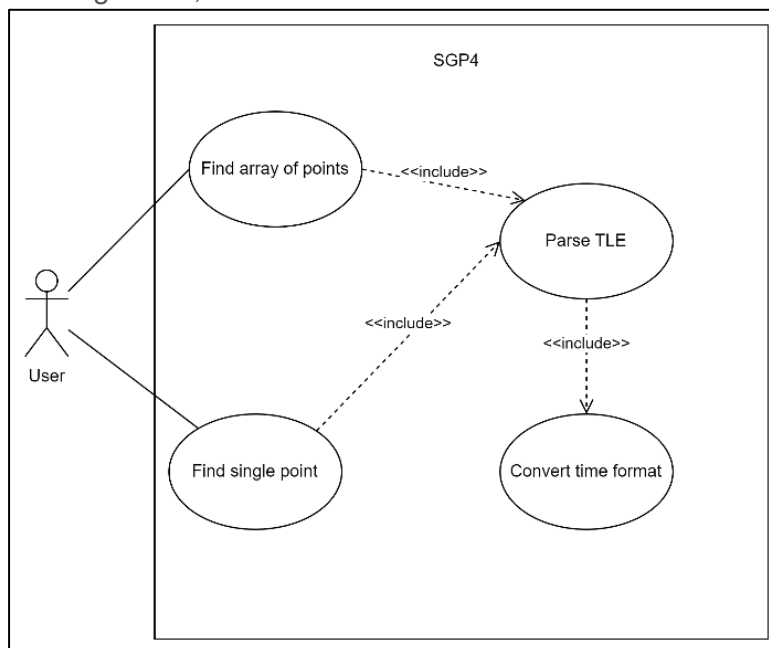 SGP4
Find array of points
<<include>>
Parse TLE
<<include>>
<<include>>
User
Find single point
Convert time format